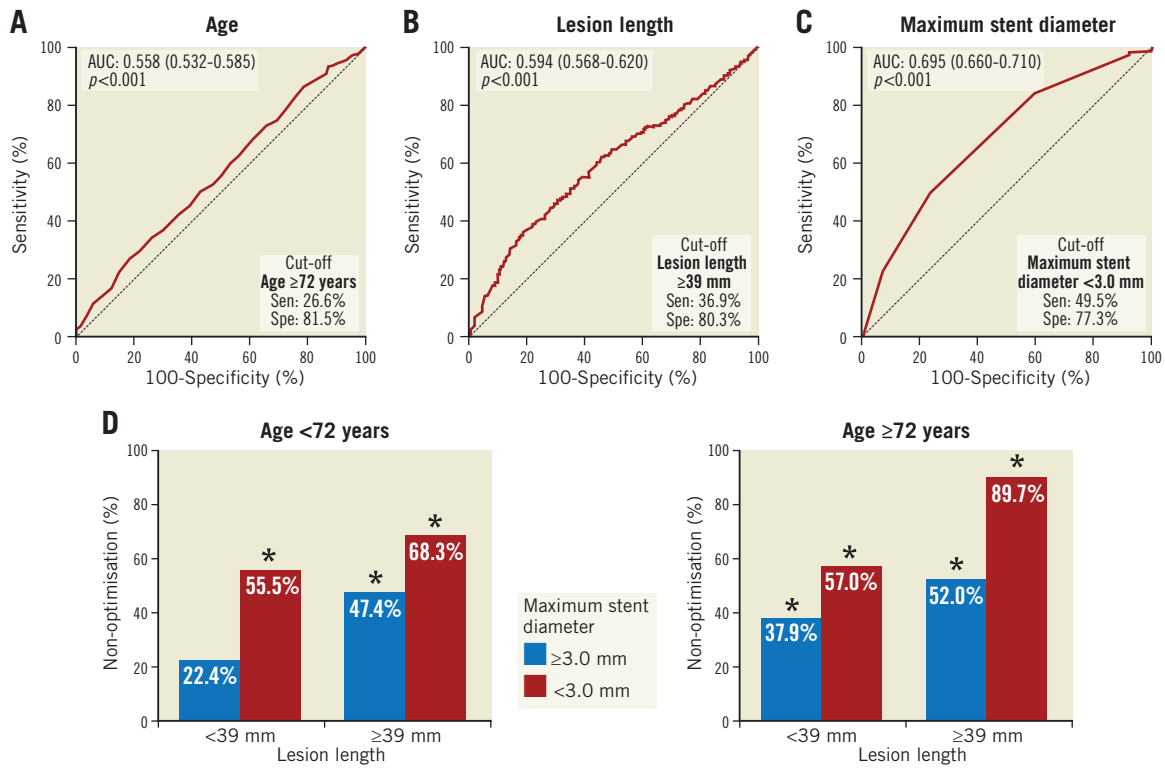 A
Age
AUC: 0.558 (0.532-0.585)
p<0.001
Sensitivity (%)
100
80
60
40
20
0
Cut-off
Age ≥72 years
Sen: 26.6%
Spe: 81.5%
0 20 40 60 80 100
100-Specificity (%)
B
Lesion length
AUC: 0.594 (0.568-0.620)
p<0.001
Sensitivity (%)
100
80
60
40
20
0
Cut-off
Lesion length
≥39 mm
Sen: 36.9%
Spe: 80.3%
0 20 40 60 80 100
100-Specificity (%)
C
Maximum stent diameter
AUC: 0.695 (0.660-0.710)
p<0.001
Sensitivity (%)
100
80
60
40
20
0
Cut-off
Maximum stent
diameter <3.0 mm
Sen: 49.5%
Spe: 77.3%
0 20 40 60 80 100
100-Specificity (%)
D
Age <72 years
Non-optimisation (%)
100
80
60
40
20
0
22.4%
*
55.5%
*
47.4%
*
68.3%
<39 mm ≥39 mm
Lesion length
Maximum stent
diameter
≥3.0 mm
<3.0 mm
Age ≥72 years
Non-optimisation (%)
100
80
60
40
20
0
*
37.9%
*
57.0%
*
52.0%
*
89.7%
<39 mm ≥39 mm
Lesion length